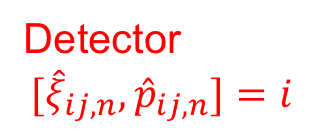 Detector
$[\hat{\xi}_{ij,n}, \hat{p}_{ij,n}] = i$